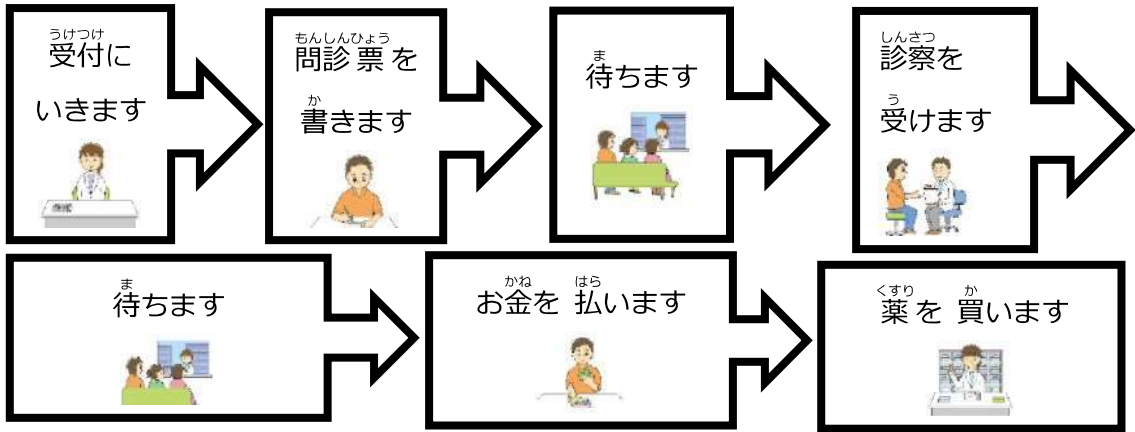 うけつけ
受付に
いきます
もんしんひょう
問診票を
か
書きます
ま
待ちます
しんさつ
診察を
う
受けます
ま
待ちます
かね はら
お金を 払います
くすり か
薬を 買います